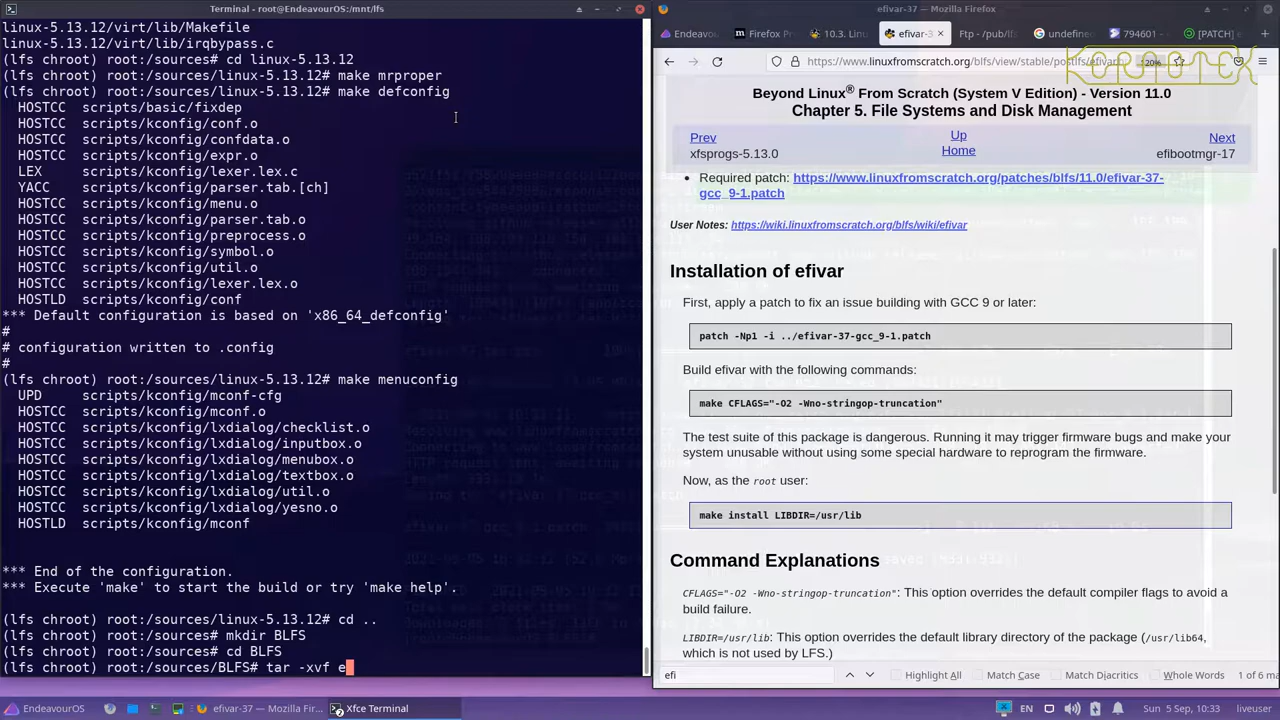 Terminal - root@EndeavourOS:/mnt/lfs
linux-5.13.12/virt/lib/Makefile
linux-5.13.12/virt/lib/irqbypass.c
(lfs chroot) root:/sources# cd linux-5.13.12
(lfs chroot) root:/sources/linux-5.13.12# make mrproper
(lfs chroot) root:/sources/linux-5.13.12# make defconfig
HOSTCC scripts/basic/fixdep
HOSTCC scripts/kconfig/conf.o
HOSTCC scripts/kconfig/confdata.o
HOSTCC scripts/kconfig/expr.o
LEX scripts/kconfig/lexer.lex.c
YACC scripts/kconfig/parser.tab.[ch]
HOSTCC scripts/kconfig/menu.o
HOSTCC scripts/kconfig/parser.tab.o
HOSTCC scripts/kconfig/preprocess.o
HOSTCC scripts/kconfig/symbol.o
HOSTCC scripts/kconfig/util.o
HOSTCC scripts/kconfig/lexer.lex.o
HOSTLD scripts/kconfig/conf
*** Default configuration is based on 'x86_64_defconfig'
#
# configuration written to .config
#
(lfs chroot) root:/sources/linux-5.13.12# make menuconfig
UPD scripts/kconfig/mconf-cfg
HOSTCC scripts/kconfig/mconf.o
HOSTCC scripts/kconfig/lxdialog/checklist.o
HOSTCC scripts/kconfig/lxdialog/inputbox.o
HOSTCC scripts/kconfig/lxdialog/menubox.o
HOSTCC scripts/kconfig/lxdialog/textbox.o
HOSTCC scripts/kconfig/lxdialog/util.o
HOSTCC scripts/kconfig/lxdialog/yesno.o
HOSTLD scripts/kconfig/mconf
*** End of the configuration.
*** Execute 'make' to start the build or try 'make help'.
(lfs chroot) root:/sources/linux-5.13.12# cd ..
(lfs chroot) root:/sources# mkdir BLFS
(lfs chroot) root:/sources# cd BLFS
(lfs chroot) root:/sources/BLFS# tar -xvf e
efivar-37 - Mozilla Firefox
Endeavou
Firefox Pro
10.3. Linu
efivar-3
Ftp - /pub/l
undefined
794601 -
[PATCH] e
https://www.linuxfromscratch.org/blfs/view/stable/postlfs/efivar.h
120%
Beyond Linux® From Scratch (System V Edition) - Version 11.0
Chapter 5. File Systems and Disk Management
Prev
Up
Next
xfsprogs-5.13.0
Home
efibootmgr-17
• Required patch: https://www.linuxfromscratch.org/patches/blfs/11.0/efivar-37-
gcc_9-1.patch
User Notes: https://wiki.linuxfromscratch.org/blfs/wiki/efivar
Installation of efivar
First, apply a patch to fix an issue building with GCC 9 or later:
patch -Np1 -i ../efivar-37-gcc_9-1.patch
Build efivar with the following commands:
make CFLAGS="-O2 -Wno-stringop-truncation"
The test suite of this package is dangerous. Running it may trigger firmware bugs and make your
system unusable without using some special hardware to reprogram the firmware.
Now, as the root user:
make install LIBDIR=/usr/lib
Command Explanations
CFLAGS="-O2 -Wno-stringop-truncation": This option overrides the default compiler flags to avoid a
build failure.
LIBDIR=/usr/lib: This option overrides the default library directory of the package (/usr/lib64,
which is not used by LFS.)
efi
Highlight All
Match Case
Match Diacritics
Whole Words
1 of 6 ma
EndeavourOS
efivar-37 — Mozilla Fir...
Xfce Terminal
EN
Sun 5 Sep, 10:33
liveuser